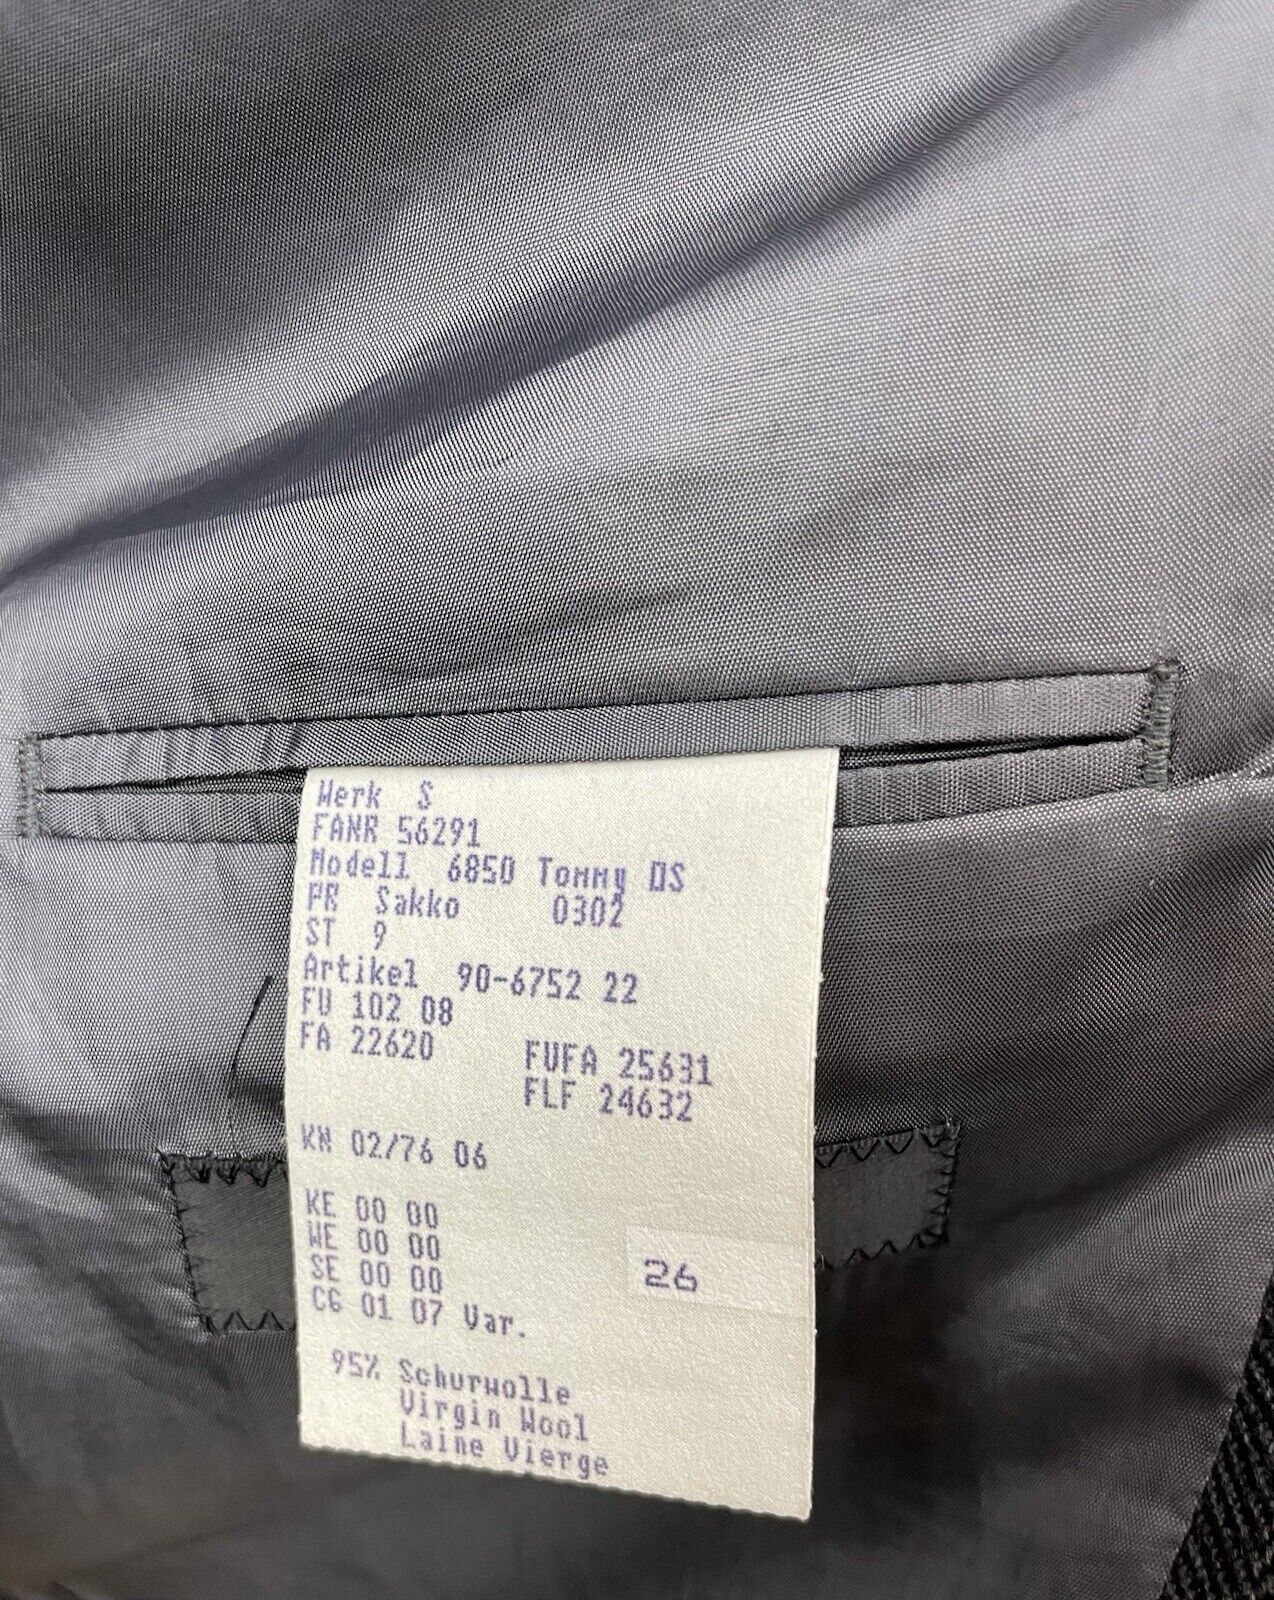 Werk S
FANR 56291
Modell 6850 Tommy OS
PR Sakko 0302
ST 9
Artikel 90-6752 22
FU 102 08
FA 22620
FUFA 25631
FLF 24632
KN 02/76 06
KE 00 00
WE 00 00
SE 00 00
26
CG 01 07 Var.
95% Schurwolle
Virgin Wool
Laine Vierge